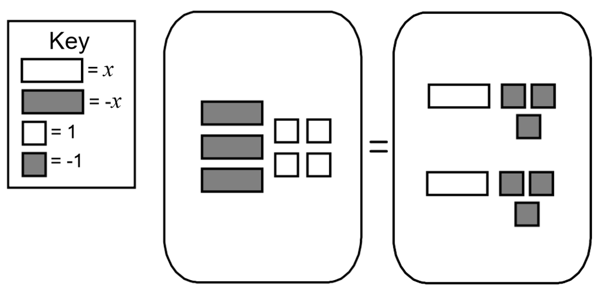 Key
= x
= -x
= 1
= -1
=